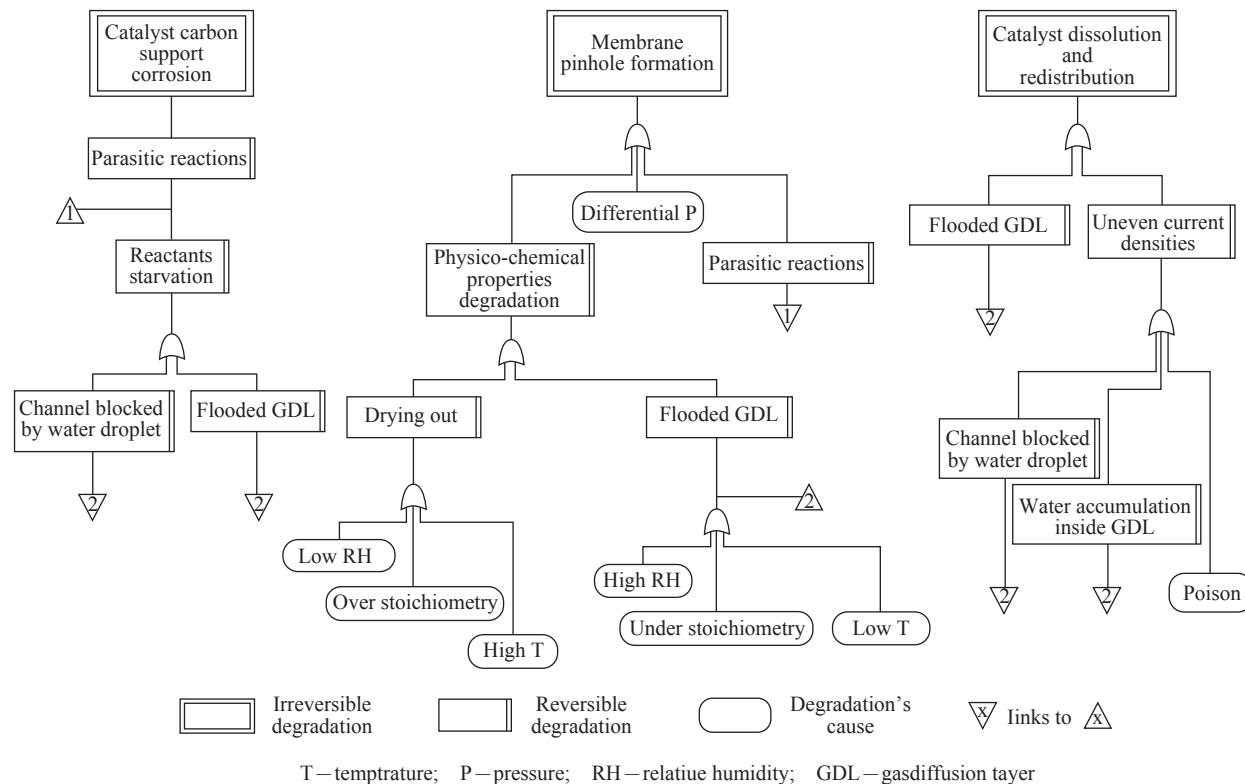 Catalyst carbon
support
corrosion
Membrane
pinhole formation
Catalyst dissolution
and
redistribution
Parasitic reactions
1
Reactants
starvation
Channel blocked
by water droplet
Flooded GDL
2
2
Differential P
Physico-chemical
properties
degradation
Parasitic reactions
1
Drying out
Flooded GDL
2
Low RH
Over stoichiometry
High T
High RH
Under stoichiometry
Low T
Flooded GDL
2
Uneven current
densities
Channel blocked
by water droplet
Water accumulation
inside GDL
2
2
Poison
Irreversible
degradation
Reversible
degradation
Degradation's
cause
x Iinks to x
T—temptrature; P—pressure; RH—relatiue humidity; GDL—gasdiffusion tayer